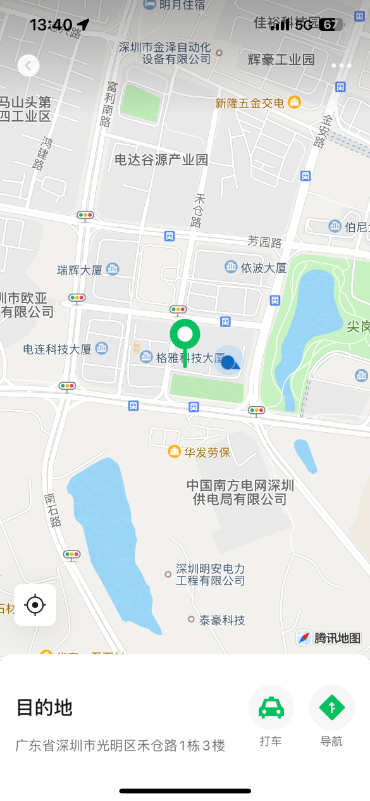 明月住宿
13:40
5G
67
佳裕科技园
深圳市金泽自动化
设备有限公司
辉豪工业园
马山头第
四工业区
富利南路
新隆五金交电
金安路
鸿建路
电达谷源产业园
禾仓路
芳园路
伯尼
瑞辉大厦
依波大厦
圳市欧亚
有限公司
尖岗
电连科技大厦
格雅科技大厦
华发劳保
中国南方电网深圳
供电局有限公司
南石路
深圳明安电力
工程有限公司
泰豪科技
石材
腾讯地图
目的地
广东省深圳市光明区禾仓路1栋3楼
打车
导航